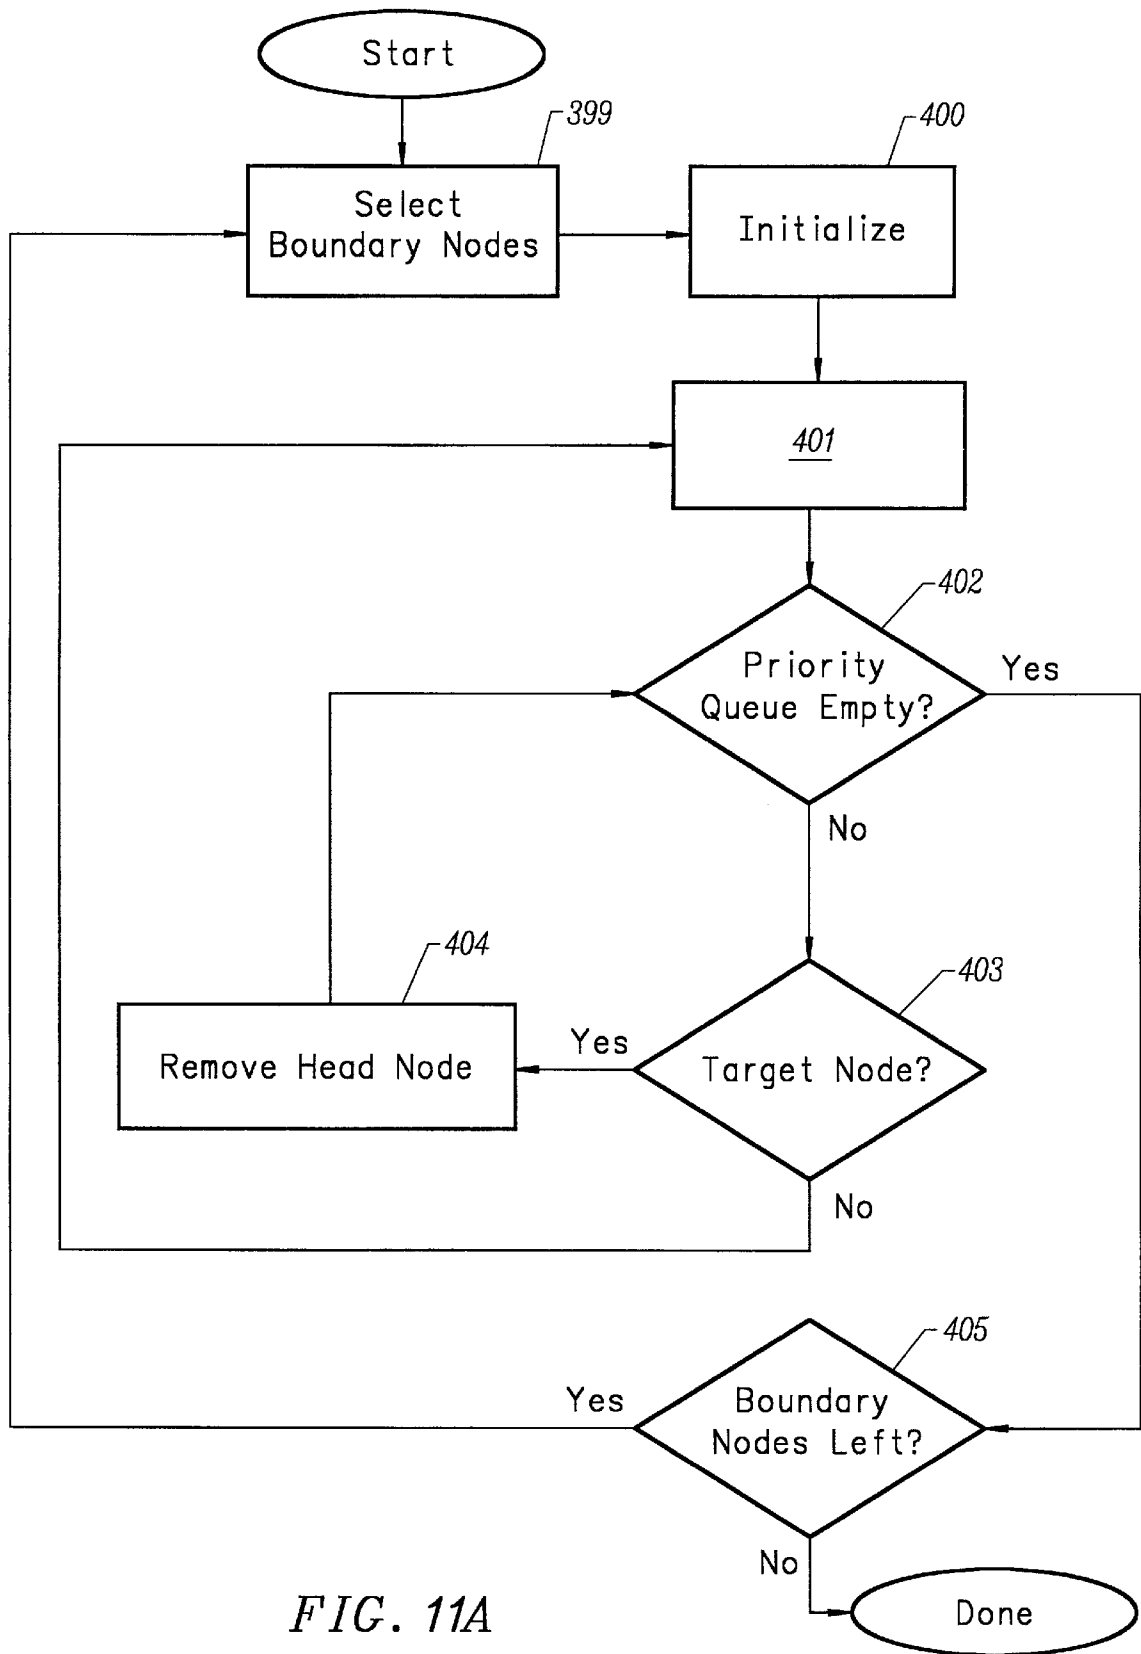 Start
399
400
Select
Boundary Nodes
Initialize
401
402
Priority
Queue Empty?
Yes
No
404
403
Remove Head Node
Yes
Target Node?
No
405
Yes
Boundary
Nodes Left?
No
Done
FIG. 11A